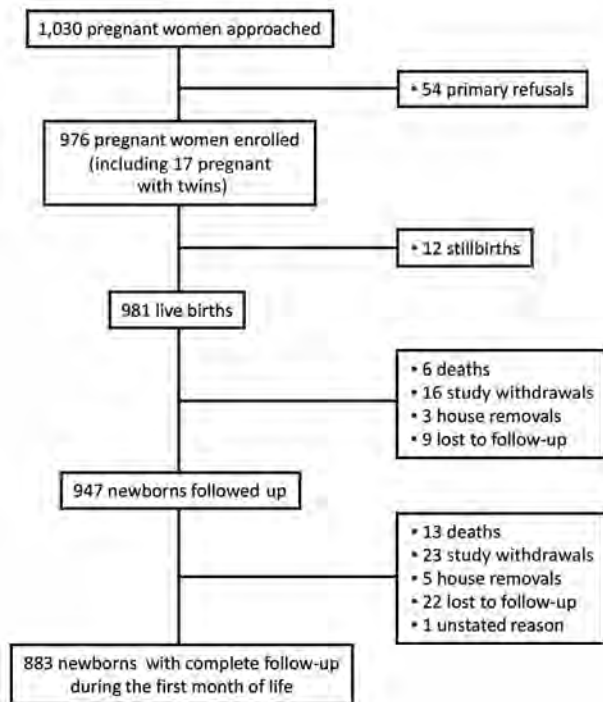 1,030 pregnant women approached
• 54 primary refusals
976 pregnant women enrolled
(including 17 pregnant
with twins)
• 12 stillbirths
981 live births
• 6 deaths
• 16 study withdrawals
• 3 house removals
• 9 lost to follow-up
947 newborns followed up
• 13 deaths
• 23 study withdrawals
• 5 house removals
• 22 lost to follow-up
• 1 unstated reason
883 newborns with complete follow-up
during the first month of life